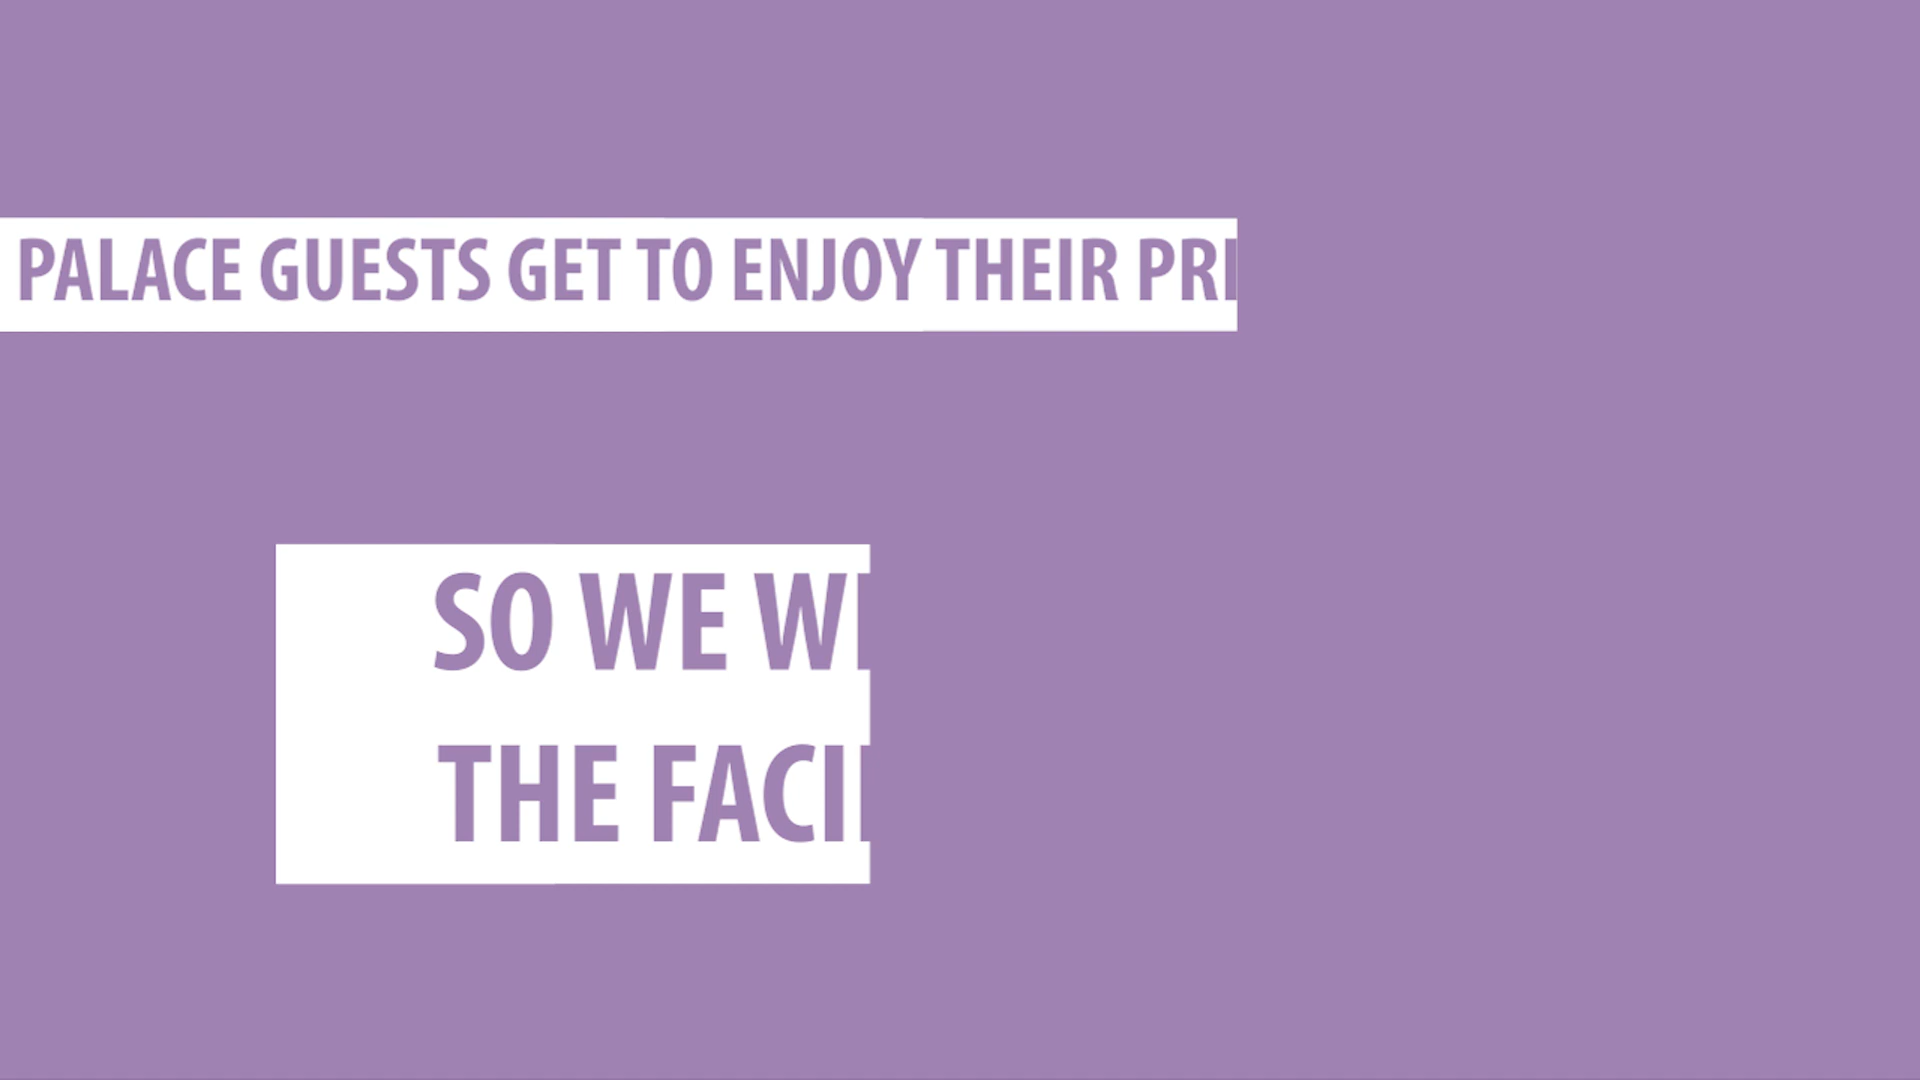 PALACE GUESTS GET TO ENJOY THEIR
SO WE
THE